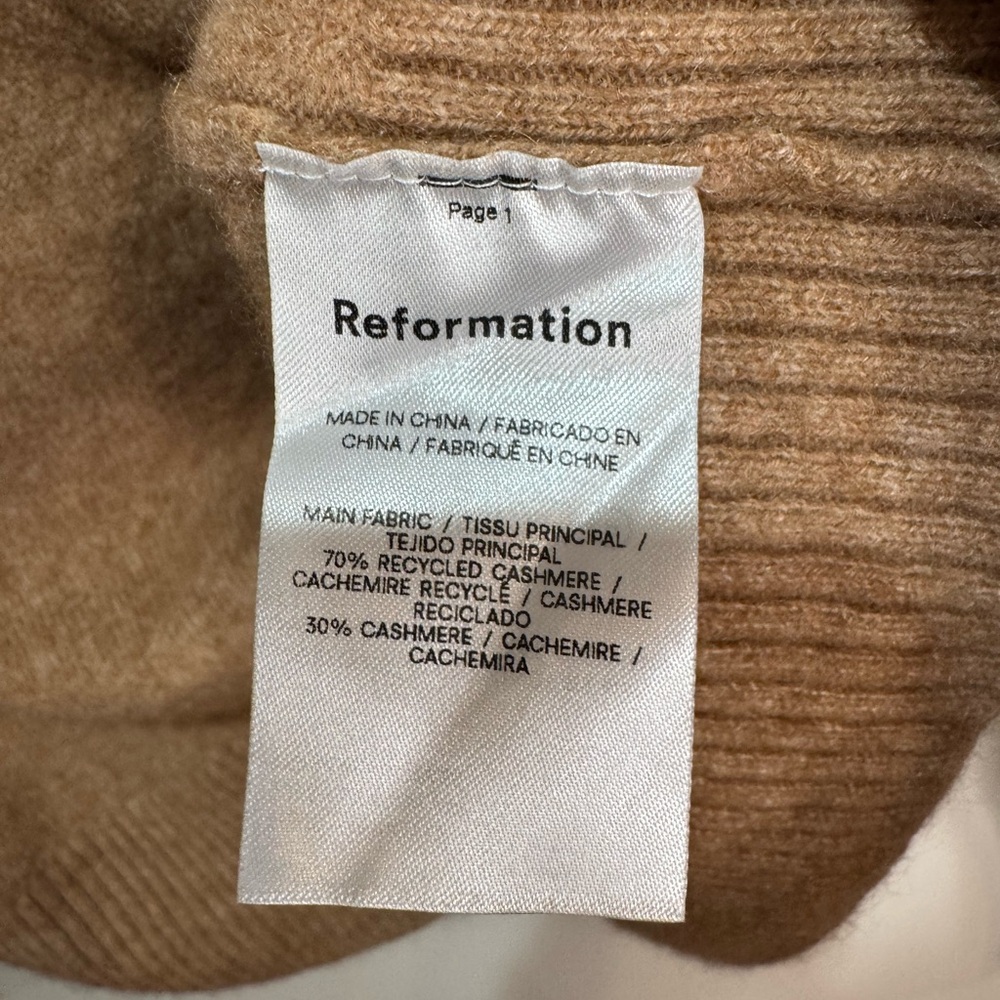 Page 1
Reformation
MADE IN CHINA / FABRICADO EN
CHINA / FABRIQUÉ EN CHINE
MAIN FABRIC / TISSU PRINCIPAL /
TEJIDO PRINCIPAL
70% RECYCLED CASHMERE /
CACHEMIRE RECYCLÉ / CASHMERE
RECICLADO
30% CASHMERE / CACHEMIRE /
CACHEMIRA